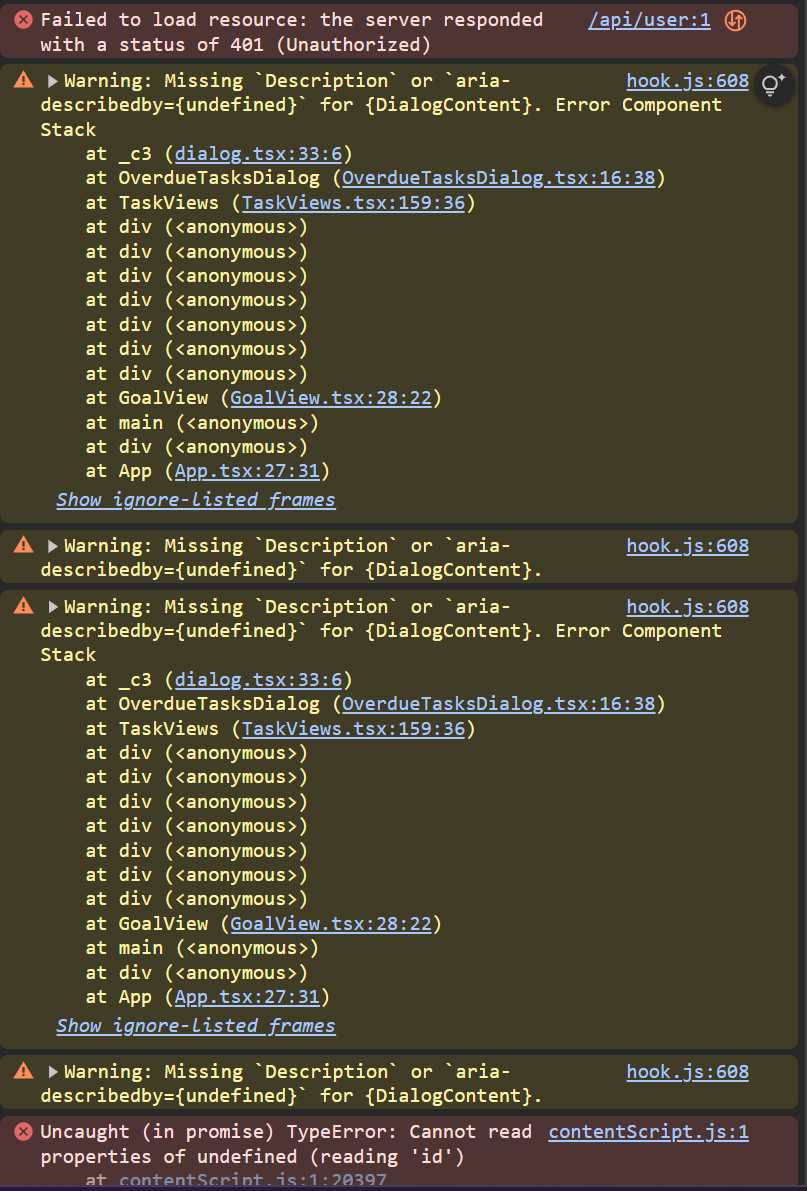 Failed to load resource: the server responded /api/user:1
with a status of 401 (Unauthorized)
Warning: Missing `Description` or `aria- hook.js:608
describedby={undefined}` for {DialogContent}. Error Component
Stack
at _c3 (dialog.tsx:33:6)
at OverdueTasksDialog (OverdueTasksDialog.tsx:16:38)
at TaskViews (TaskViews.tsx:159:36)
at div (<anonymous>)
at div (<anonymous>)
at div (<anonymous>)
at div (<anonymous>)
at div (<anonymous>)
at div (<anonymous>)
at div (<anonymous>)
at GoalView (GoalView.tsx:28:22)
at main (<anonymous>)
at div (<anonymous>)
at App (App.tsx:27:31)
Show ignore-listed frames
Warning: Missing `Description` or `aria- hook.js:608
describedby={undefined}` for {DialogContent}.
Warning: Missing `Description` or `aria- hook.js:608
describedby={undefined}` for {DialogContent}. Error Component
Stack
at _c3 (dialog.tsx:33:6)
at OverdueTasksDialog (OverdueTasksDialog.tsx:16:38)
at TaskViews (TaskViews.tsx:159:36)
at div (<anonymous>)
at div (<anonymous>)
at div (<anonymous>)
at div (<anonymous>)
at div (<anonymous>)
at div (<anonymous>)
at div (<anonymous>)
at GoalView (GoalView.tsx:28:22)
at main (<anonymous>)
at div (<anonymous>)
at App (App.tsx:27:31)
Show ignore-listed frames
Warning: Missing `Description` or `aria- hook.js:608
describedby={undefined}` for {DialogContent}.
Uncaught (in promise) TypeError: Cannot read contentScript.js:1
properties of undefined (reading 'id')
at contentScript.js:1:20397